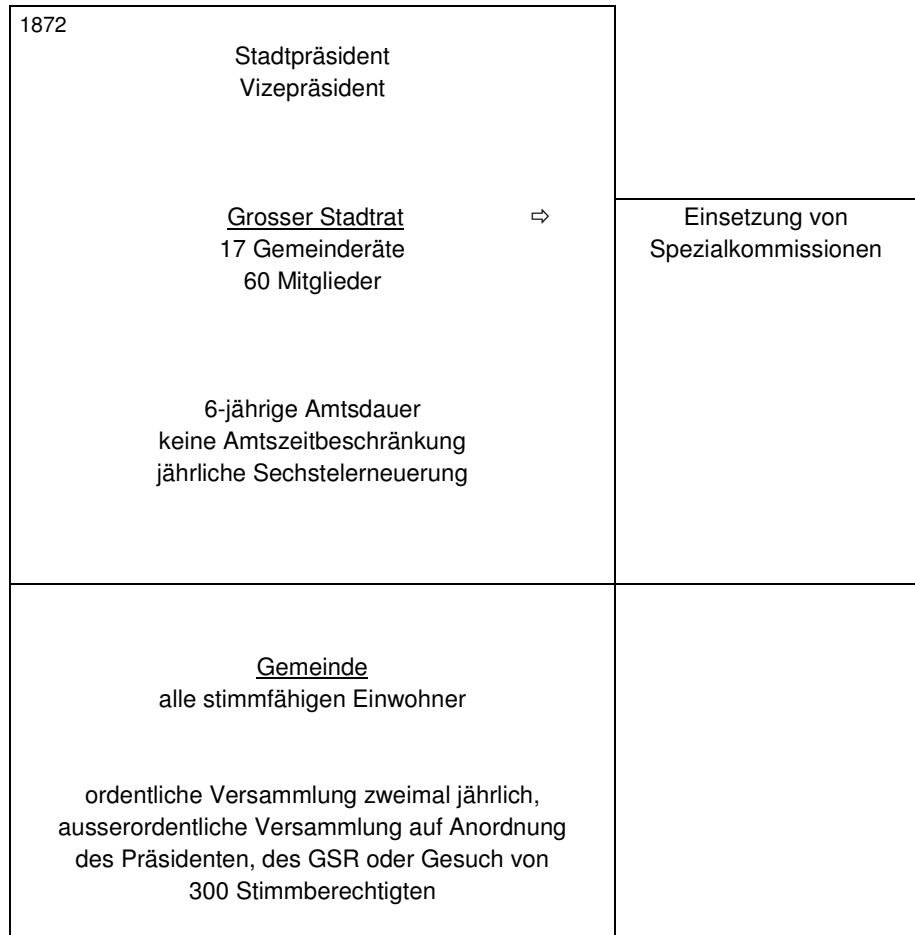 1872
Stadtpräsident
Vizepräsident
Grosser Stadtrat ⇨
17 Gemeinderäte
60 Mitglieder
Einsetzung von
Spezialkommissionen
6-jährige Amtsdauer
keine Amtszeitbeschränkung
jährliche Sechstelerneuerung
Gemeinde
alle stimmfähigen Einwohner
ordentliche Versammlung zweimal jährlich,
ausserordentliche Versammlung auf Anordnung
des Präsidenten, des GSR oder Gesuch von
300 Stimmberechtigten